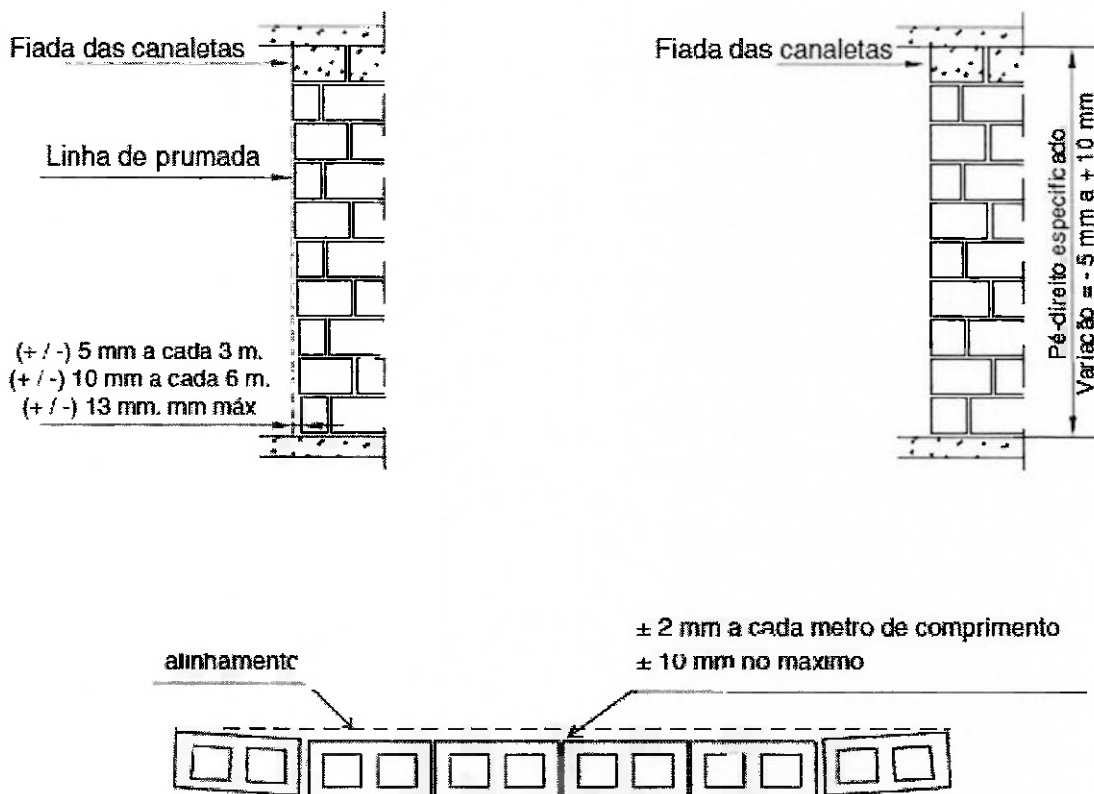 Fiada das canaletas
Linha de prumada
(+ / -) 5 mm a cada 3 m.
(+ / -) 10 mm a cada 6 m.
(+ / -) 13 mm. mm máx
Fiada das canaletas
Pé-direito especificado
Variação = - 5 mm a + 10 mm
± 2 mm a cada metro de comprimento
± 10 mm no maximo
alinhamento